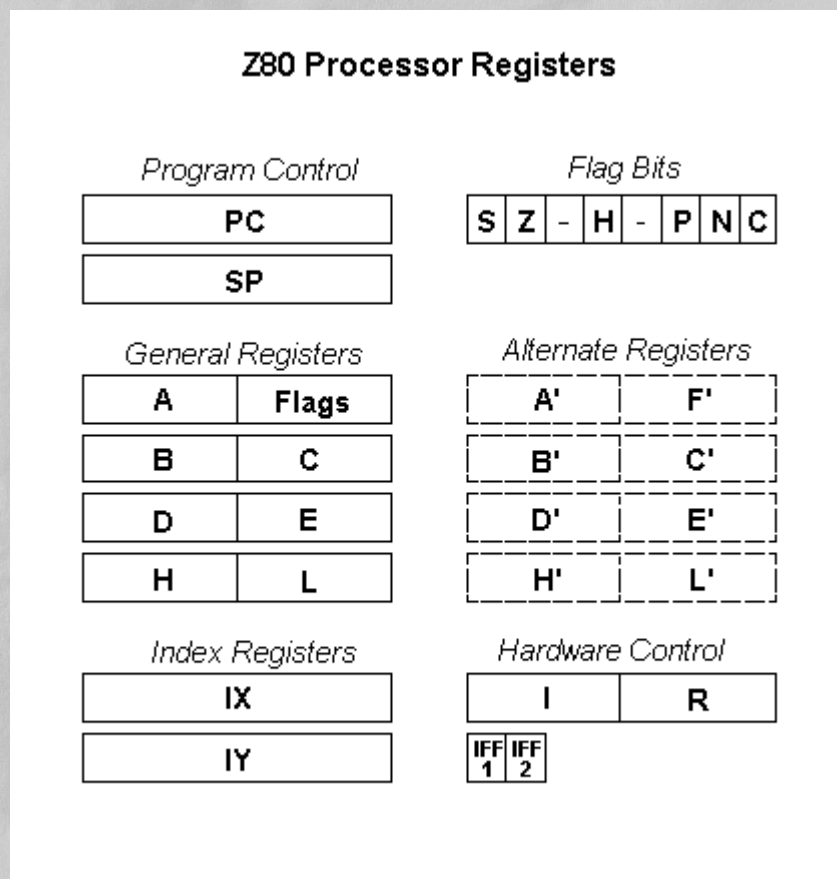 Z80 Processor Registers
Program Control
PC
SP
Flag Bits
S Z - H - P N C
General Registers
A Flags
B C
D E
H L
Alternate Registers
A' F'
B' C'
D' E'
H' L'
Index Registers
IX
IY
Hardware Control
I R
IFF IFF
1 2